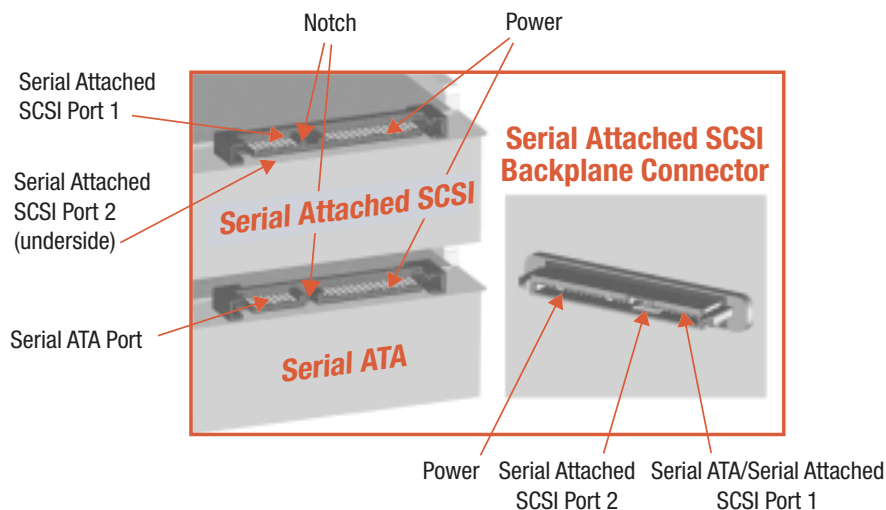 Notch
Power
Serial Attached
SCSI Port 1
Serial Attached
SCSI Port 2
(underside)
Serial ATA Port
Serial Attached SCSI
Serial ATA
Serial Attached SCSI
Backplane Connector
Power
Serial Attached
SCSI Port 2
Serial ATA/Serial Attached
SCSI Port 1